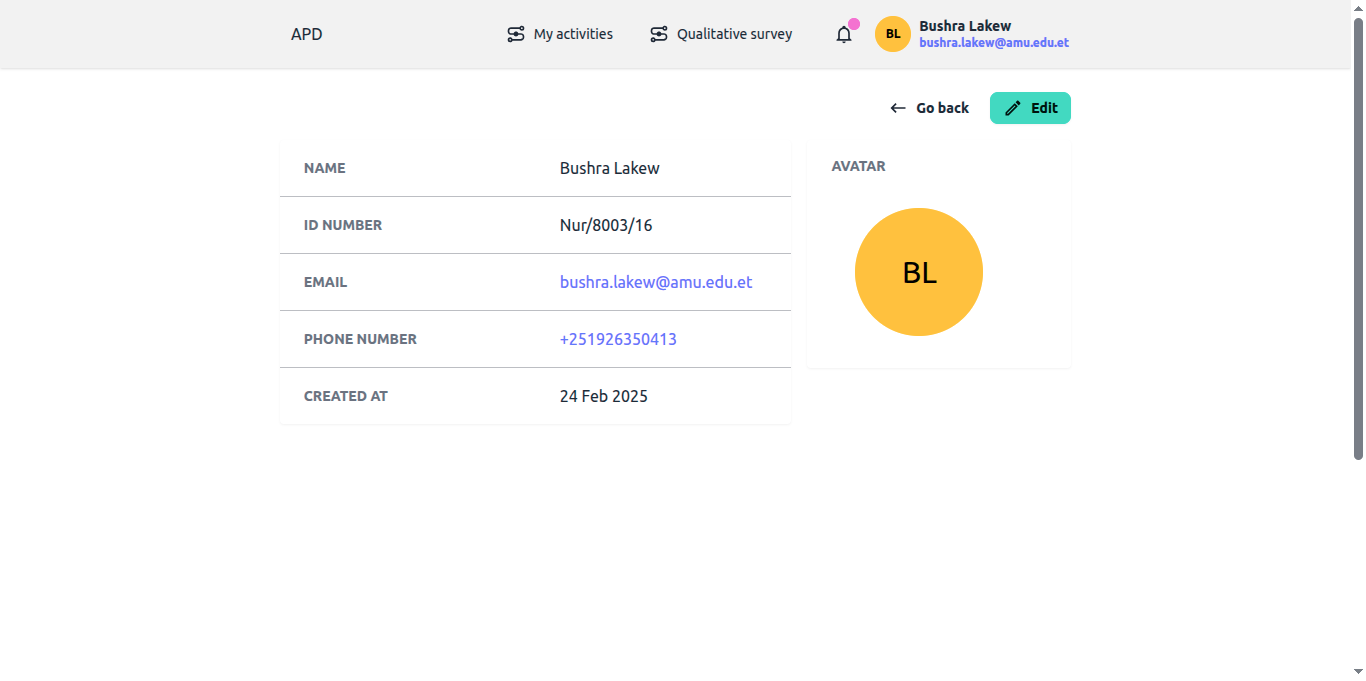 APD
My activities
Qualitative survey
BL
Bushra Lakew
bushra.lakew@amu.edu.et
Go back
Edit
NAME Bushra Lakew
ID NUMBER Nur/8003/16
EMAIL bushra.lakew@amu.edu.et
PHONE NUMBER +251926350413
CREATED AT 24 Feb 2025
AVATAR
BL